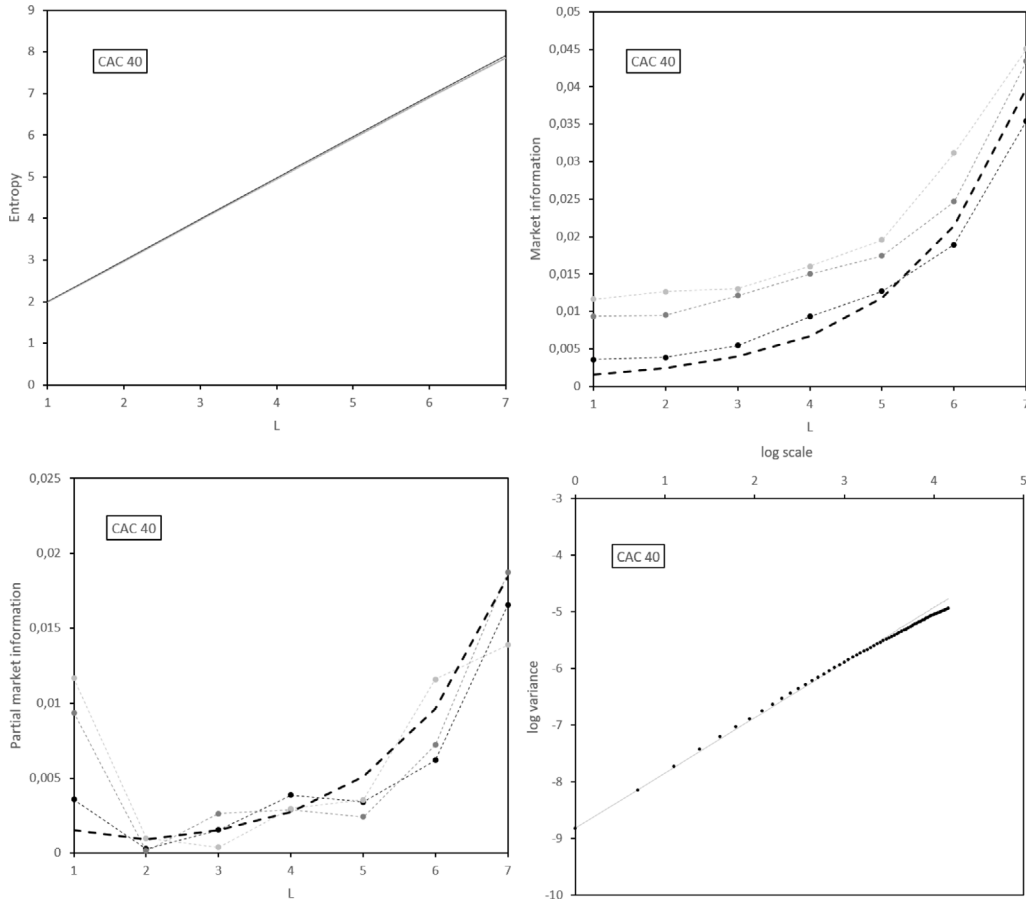 9
8
7
6
5
4
3
2
1
0
Entropy
CAC 40
1 2 3 4 5 6 7
L
0,05
0,045
0,04
0,035
0,03
0,025
0,02
0,015
0,01
0,005
0
Market information
CAC 40
1 2 3 4 5 6 7
L
0,025
0,02
0,015
0,01
0,005
0
Partial market information
CAC 40
1 2 3 4 5 6 7
L
log scale
0 1 2 3 4 5
-3
-4
-5
-6
-7
-8
-9
-10
log variance
CAC 40